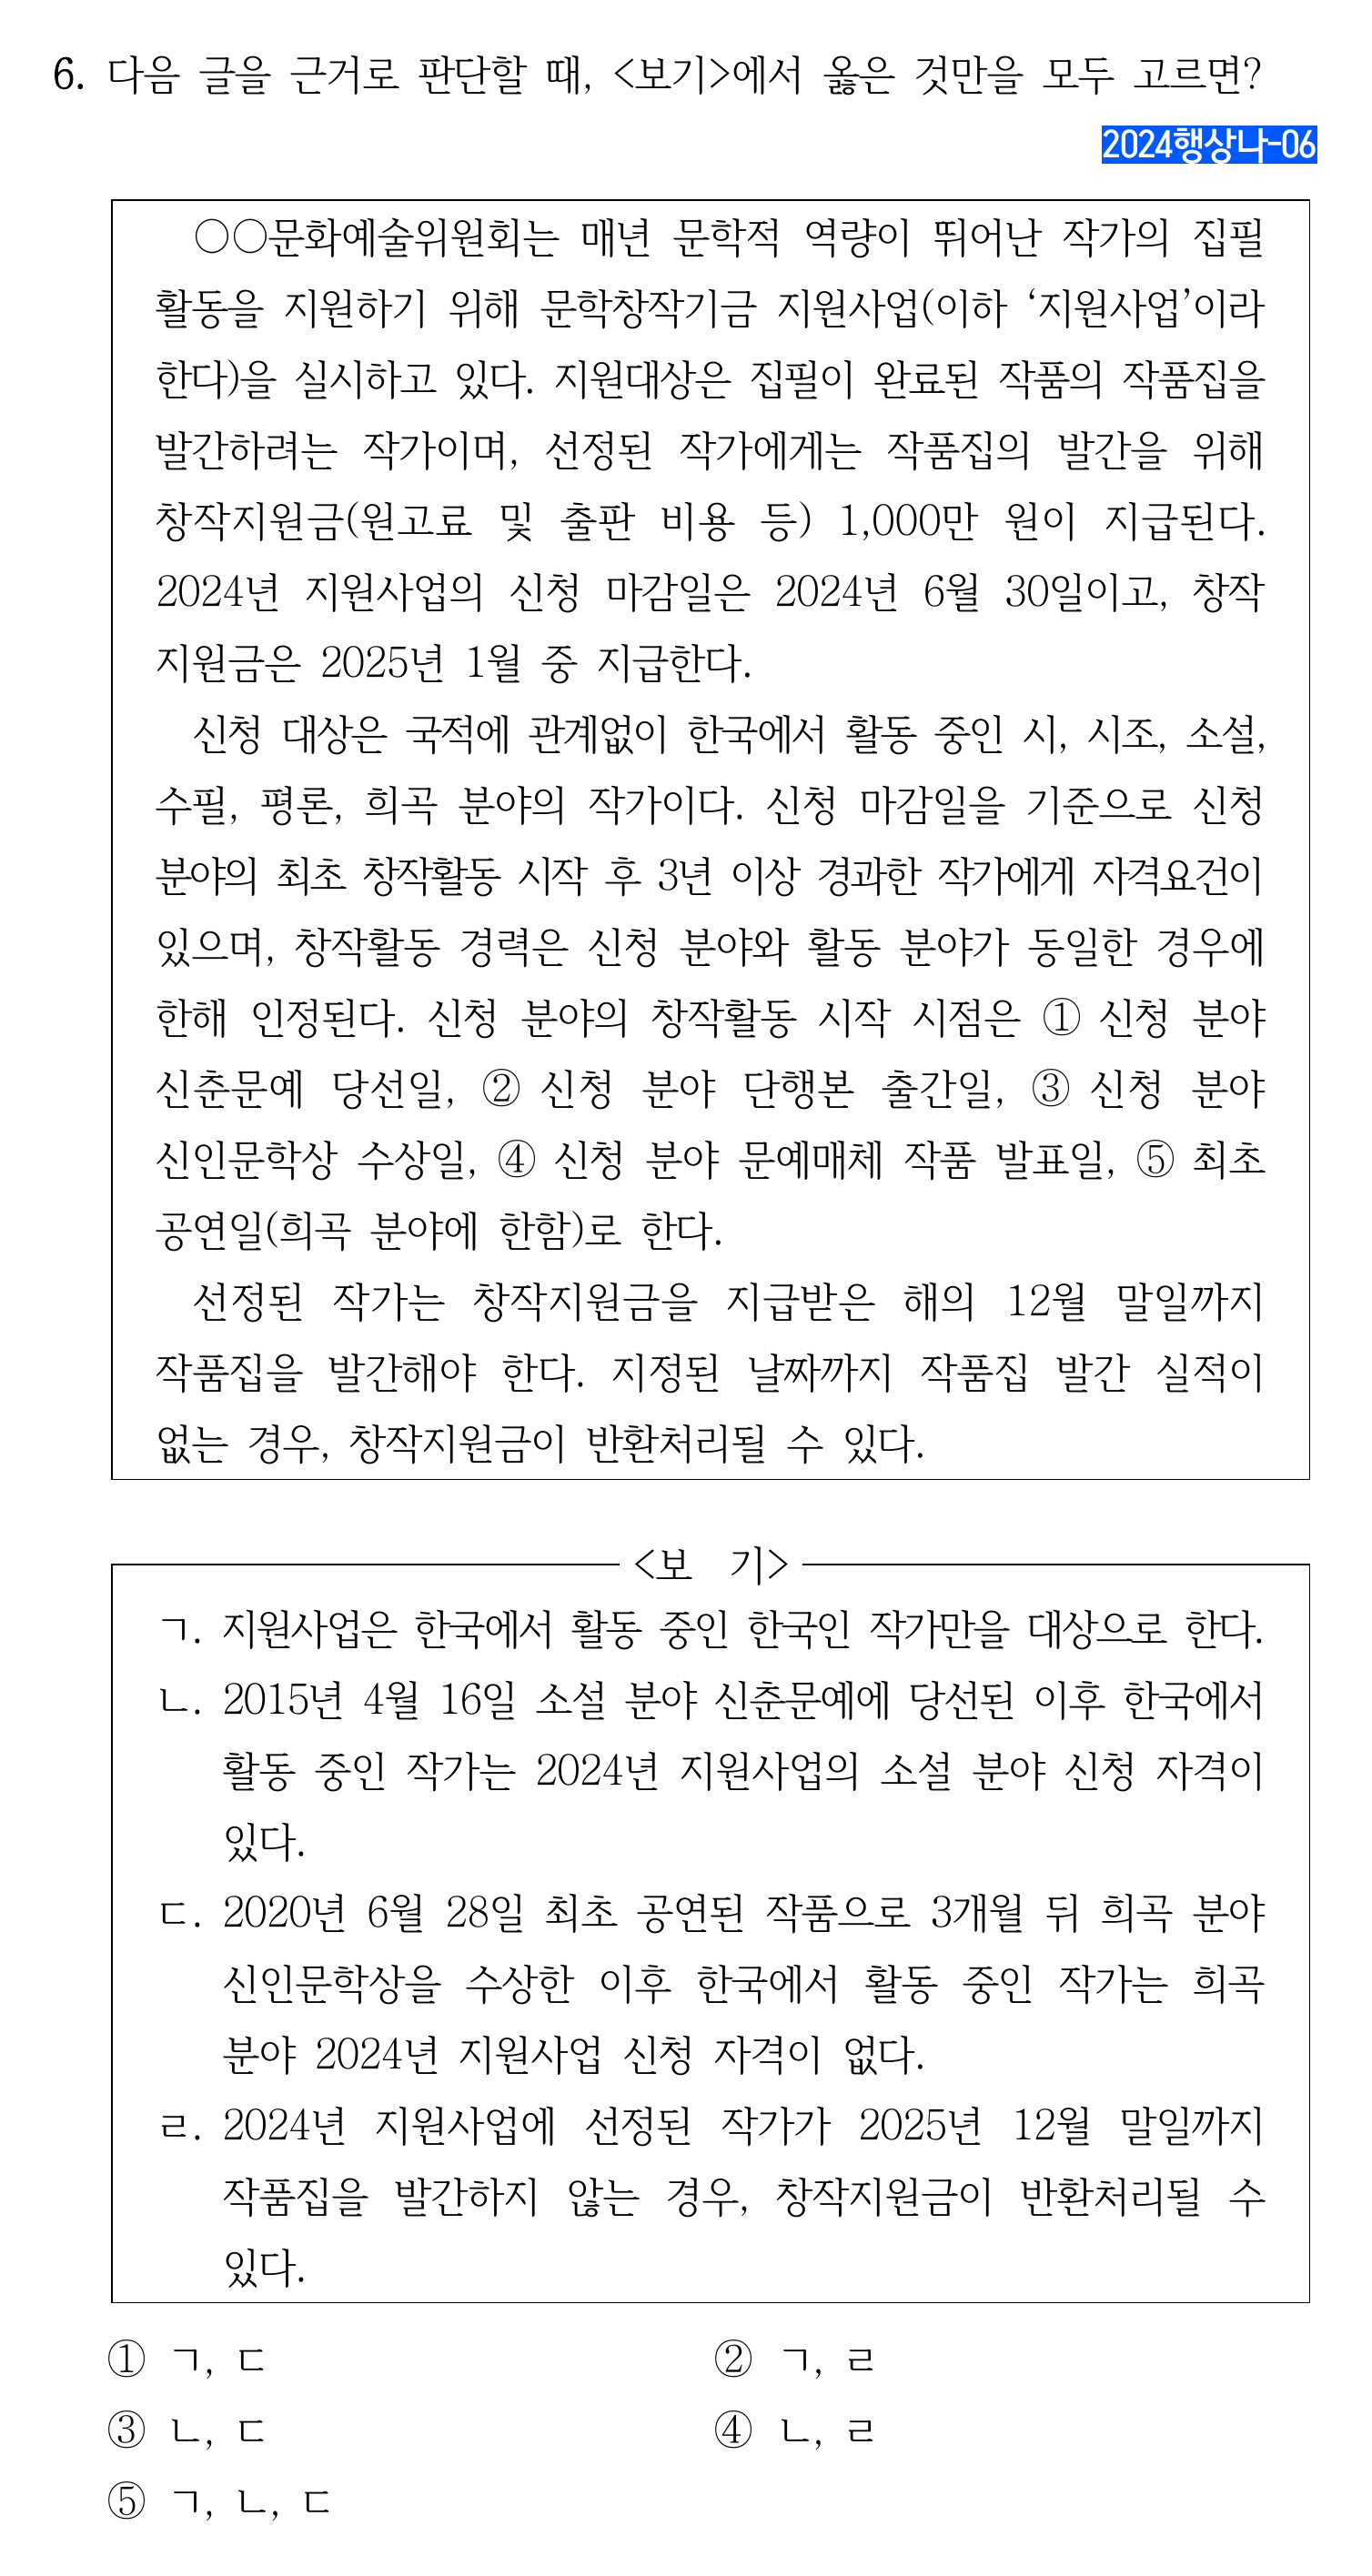 6. 다음 글을 근거로 판단할 때, <보기>에서 옳은 것만을 모두 고르면?
2024행상나-06
○○문화예술위원회는 매년 문학적 역량이 뛰어난 작가의 집필
활동을 지원하기 위해 문학창작기금 지원사업(이하 ‘지원사업’이라
한다)을 실시하고 있다. 지원대상은 집필이 완료된 작품의 작품집을
발간하려는 작가이며, 선정된 작가에게는 작품집의 발간을 위해
창작지원금(원고료 및 출판 비용 등) 1,000만 원이 지급된다.
2024년 지원사업의 신청 마감일은 2024년 6월 30일이고, 창작
지원금은 2025년 1월 중 지급한다.
신청 대상은 국적에 관계없이 한국에서 활동 중인 시, 시조, 소설,
수필, 평론, 희곡 분야의 작가이다. 신청 마감일을 기준으로 신청
분야의 최초 창작활동 시작 후 3년 이상 경과한 작가에게 자격요건이
있으며, 창작활동 경력은 신청 분야와 활동 분야가 동일한 경우에
한해 인정된다. 신청 분야의 창작활동 시작 시점은 ① 신청 분야
신춘문예 당선일, ② 신청 분야 단행본 출간일, ③ 신청 분야
신인문학상 수상일, ④ 신청 분야 문예매체 작품 발표일, ⑤ 최초
공연일(희곡 분야에 한함)로 한다.
선정된 작가는 창작지원금을 지급받은 해의 12월 말일까지
작품집을 발간해야 한다. 지정된 날짜까지 작품집 발간 실적이
없는 경우, 창작지원금이 반환처리될 수 있다.
<보 기>
ㄱ. 지원사업은 한국에서 활동 중인 한국인 작가만을 대상으로 한다.
ㄴ. 2015년 4월 16일 소설 분야 신춘문예에 당선된 이후 한국에서
활동 중인 작가는 2024년 지원사업의 소설 분야 신청 자격이
있다.
ㄷ. 2020년 6월 28일 최초 공연된 작품으로 3개월 뒤 희곡 분야
신인문학상을 수상한 이후 한국에서 활동 중인 작가는 희곡
분야 2024년 지원사업 신청 자격이 없다.
ㄹ. 2024년 지원사업에 선정된 작가가 2025년 12월 말일까지
작품집을 발간하지 않는 경우, 창작지원금이 반환처리될 수
있다.
① ㄱ, ㄷ ② ㄱ, ㄹ
③ ㄴ, ㄷ ④ ㄴ, ㄹ
⑤ ㄱ, ㄴ, ㄷ